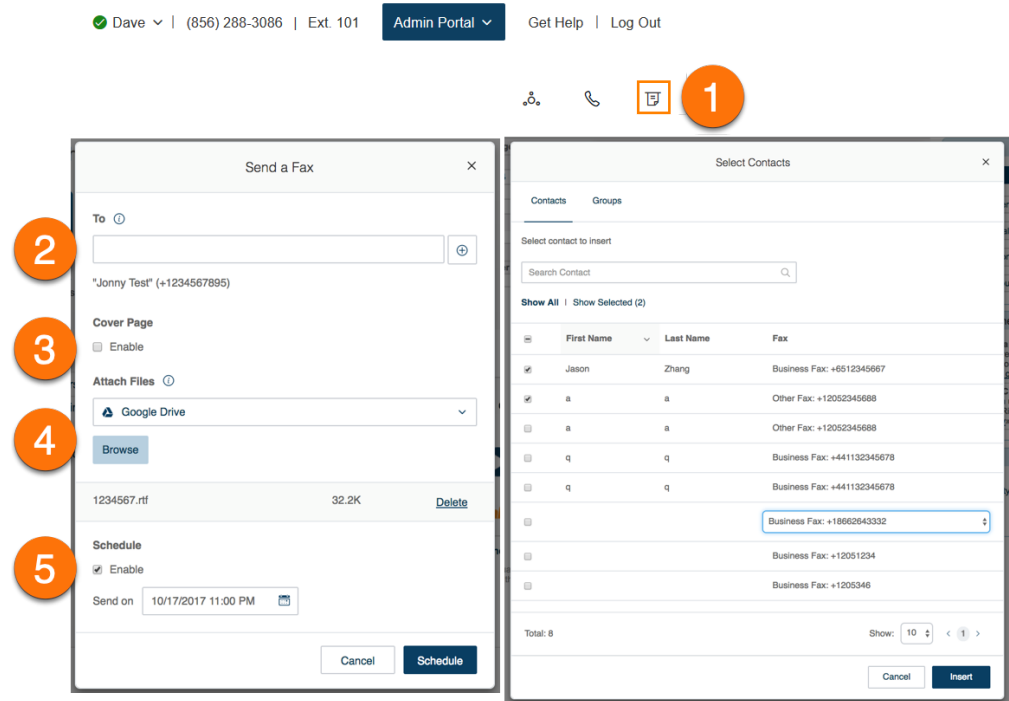 Dave | (856) 288-3086 | Ext. 101 Admin Portal Get Help | Log Out
1
Send a Fax
2
To
"Jonny Test" (+1234567895)
3
Cover Page
Enable
Attach Files
4
Google Drive
Browse
1234567.rtf 32.2K Delete
5
Schedule
Enable
Send on 10/17/2017 11:00 PM
Cancel Schedule
Select Contacts
Contacts Groups
Select contact to insert
Search Contact
Show All | Show Selected (2)
First Name Last Name Fax
Jason Zhang Business Fax: +6512345667
a a Other Fax: +12052345688
a a Other Fax: +12052345688
q q Business Fax: +441132345678
q q Business Fax: +441132345678
Business Fax: +18662643332
Business Fax: +12051234
Business Fax: +1205346
Total: 8 Show: 10 < 1 >
Cancel Insert